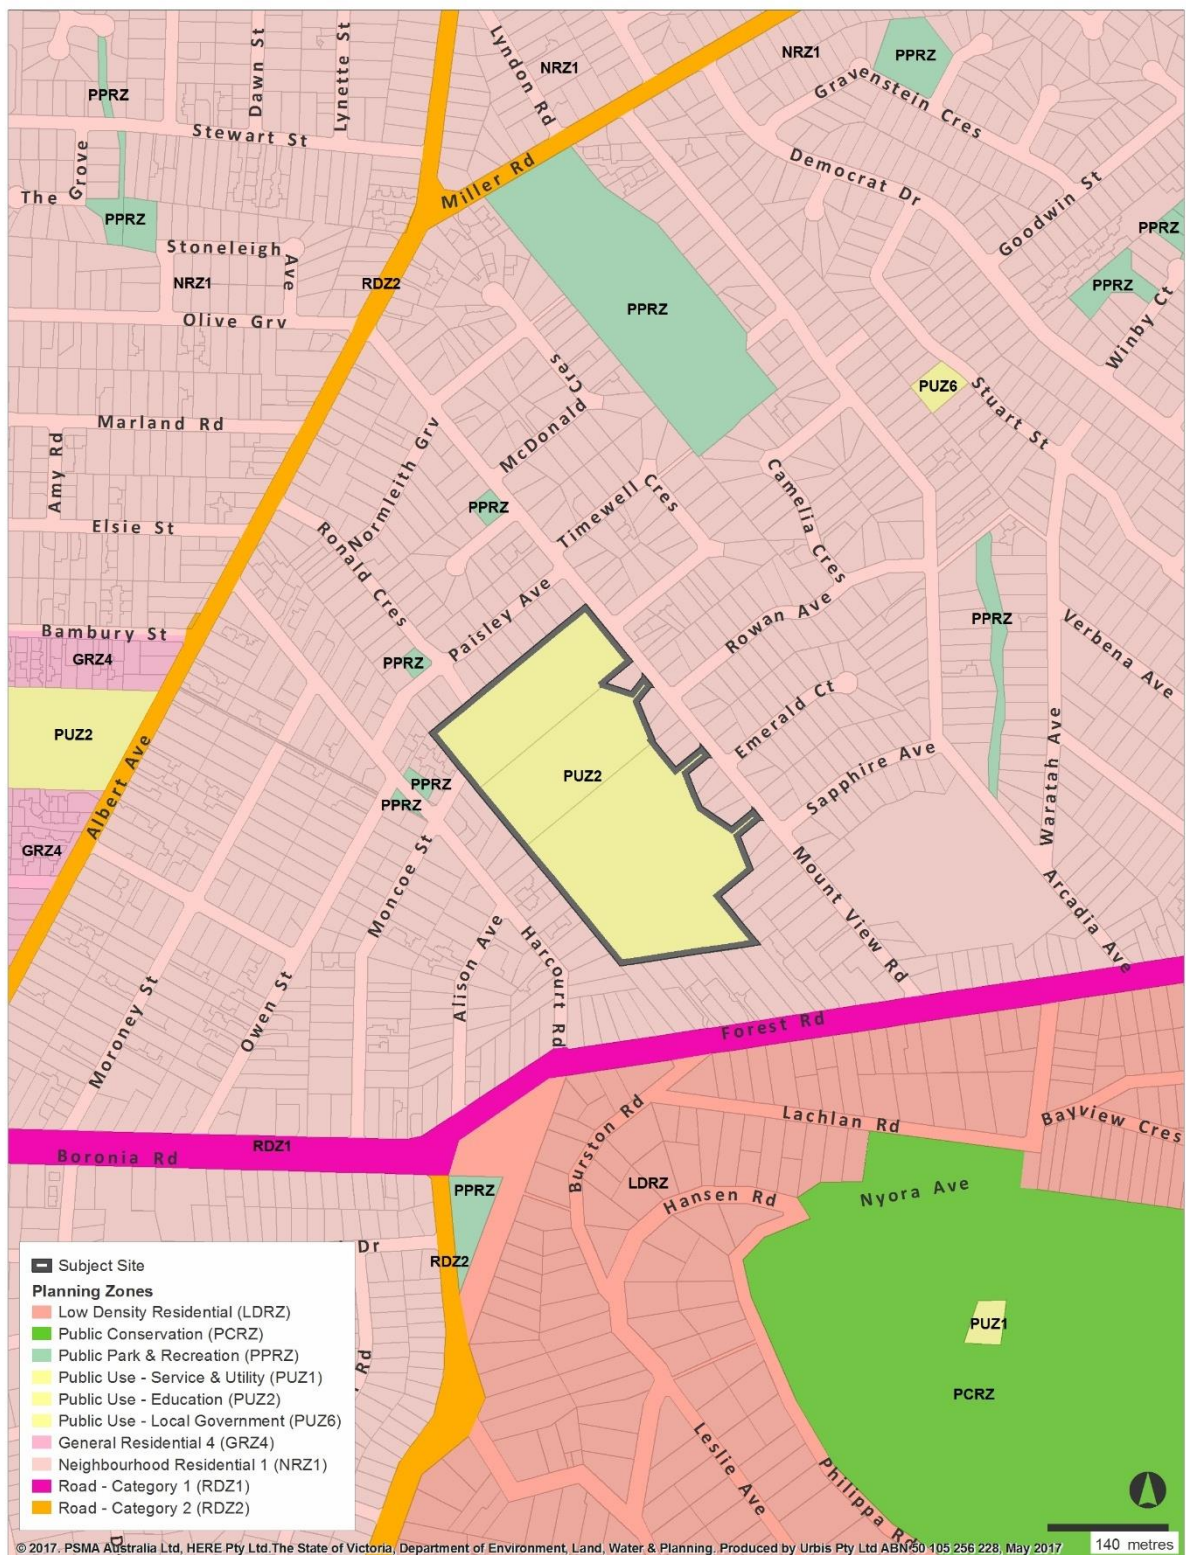 Lyndon Rd
NRZ1
NRZ1
PPRZ
Dawn St
Lynette St
PPRZ
Gravenstein Cres
Stewart St
Miller Rd
Democrat Dr
The Grove
Goodwin St
PPRZ
PPRZ
Stoneleigh Ave
NRZ1
RDZ2
PPRZ
PPRZ
Winby Ct
Olive Grv
McDonald Cres
PUZ6
Stuart St
Marland Rd
Amy Rd
Normleith Grv
Camelia Cres
Elsie St
PPRZ
Timewell Cres
Ronald Cres
Paisley Ave
Rowan Ave
PPRZ
Verbena Ave
Bambury St
GRZ4
PPRZ
PUZ2
Emerald Ct
Waratah Ave
Sapphire Ave
PUZ2
Albert Ave
PPRZ
PPRZ
GRZ4
Moncoe St
Mount View Rd
Arcadia Ave
Alison Ave
Harcourt Rd
Owen St
Moroney St
Forest Rd
Lachlan Rd
Bayview Cres
Burston Rd
RDZ1
Boronia Rd
LDRZ
PPRZ
Hansen Rd
Nyora Ave
Dr
RDZ2
PUZ1
PCRZ
Rd
Leslie Ave
Philippa Rd
Subject Site
Planning Zones
Low Density Residential (LDRZ)
Public Conservation (PCRZ)
Public Park & Recreation (PPRZ)
Public Use - Service & Utility (PUZ1)
Public Use - Education (PUZ2)
Public Use - Local Government (PUZ6)
General Residential 4 (GRZ4)
Neighbourhood Residential 1 (NRZ1)
Road - Category 1 (RDZ1)
Road - Category 2 (RDZ2)
140 metres
© 2017. PSMA Australia Ltd, HERE Pty Ltd.The State of Victoria, Department of Environment, Land, Water & Planning. Produced by Urbis Pty Ltd ABN 50 105 256 228, May 2017